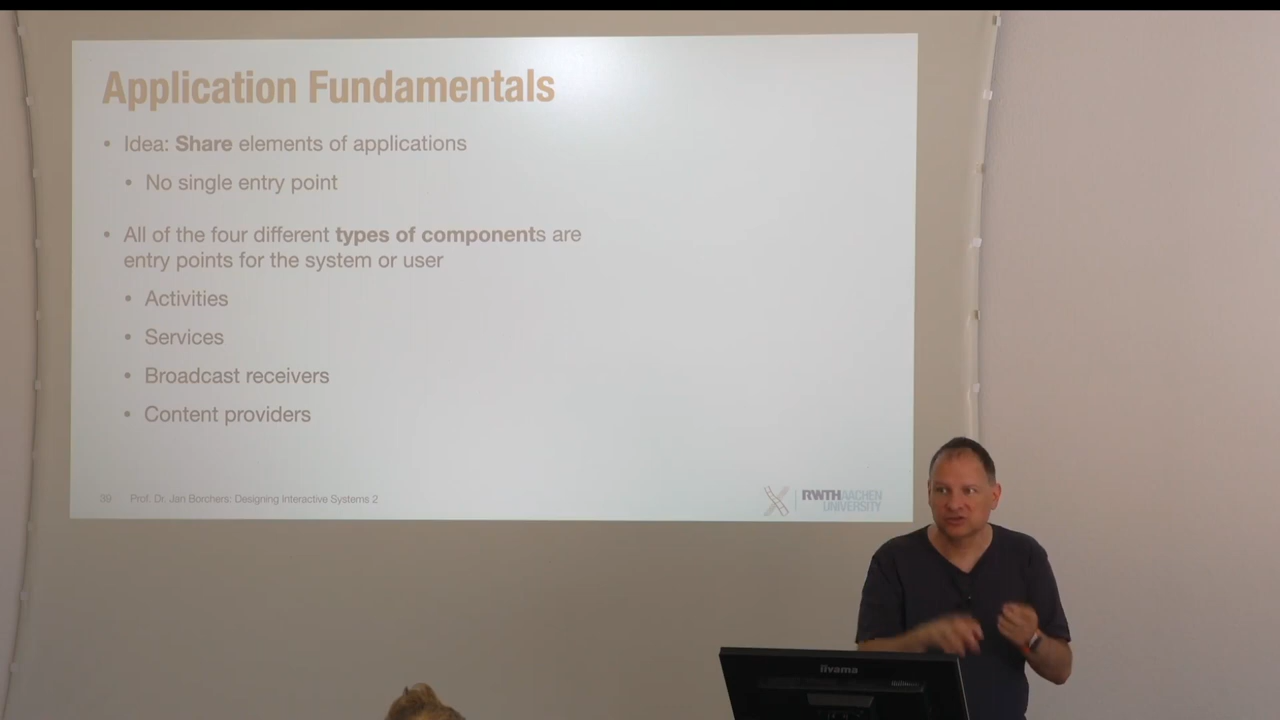 Application Fundamentals
• Idea: Share elements of applications
• No single entry point
• All of the four different types of components are
entry points for the system or user
• Activities
• Services
• Broadcast receivers
• Content providers
39 Prof. Dr. Jan Borchers: Designing Interactive Systems 2
RWTHAACHEN
UNIVERSITY
iiyama